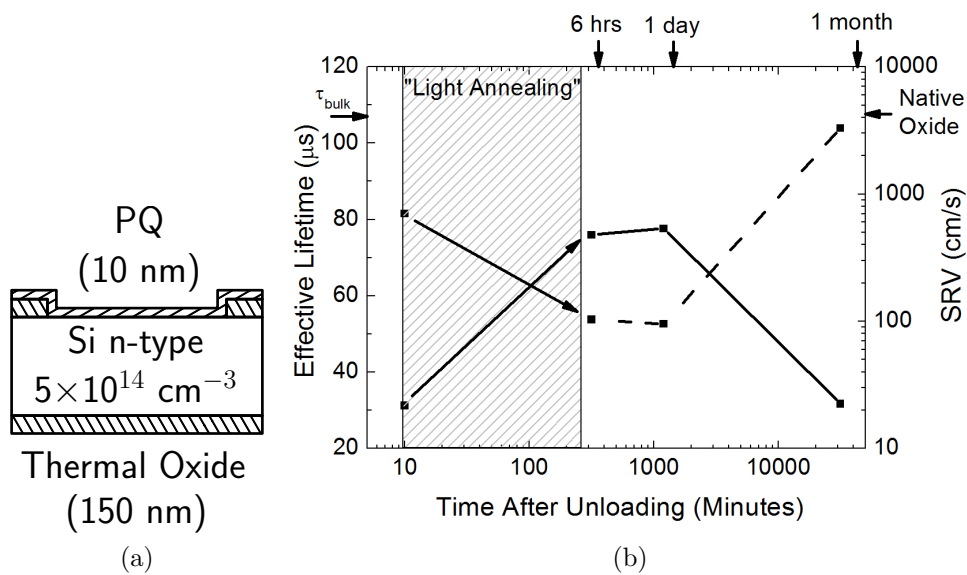 PQ
(10 nm)
Si n-type
5×10¹⁴ cm⁻³
Thermal Oxide
(150 nm)
(a)
6 hrs
1 day
1 month
"Light Annealing"
τbulk
Native
Oxide
120
100
80
60
40
20
Effective Lifetime (μs)
10000
1000
100
10
SRV (cm/s)
10
100
1000
10000
Time After Unloading (Minutes)
(b)